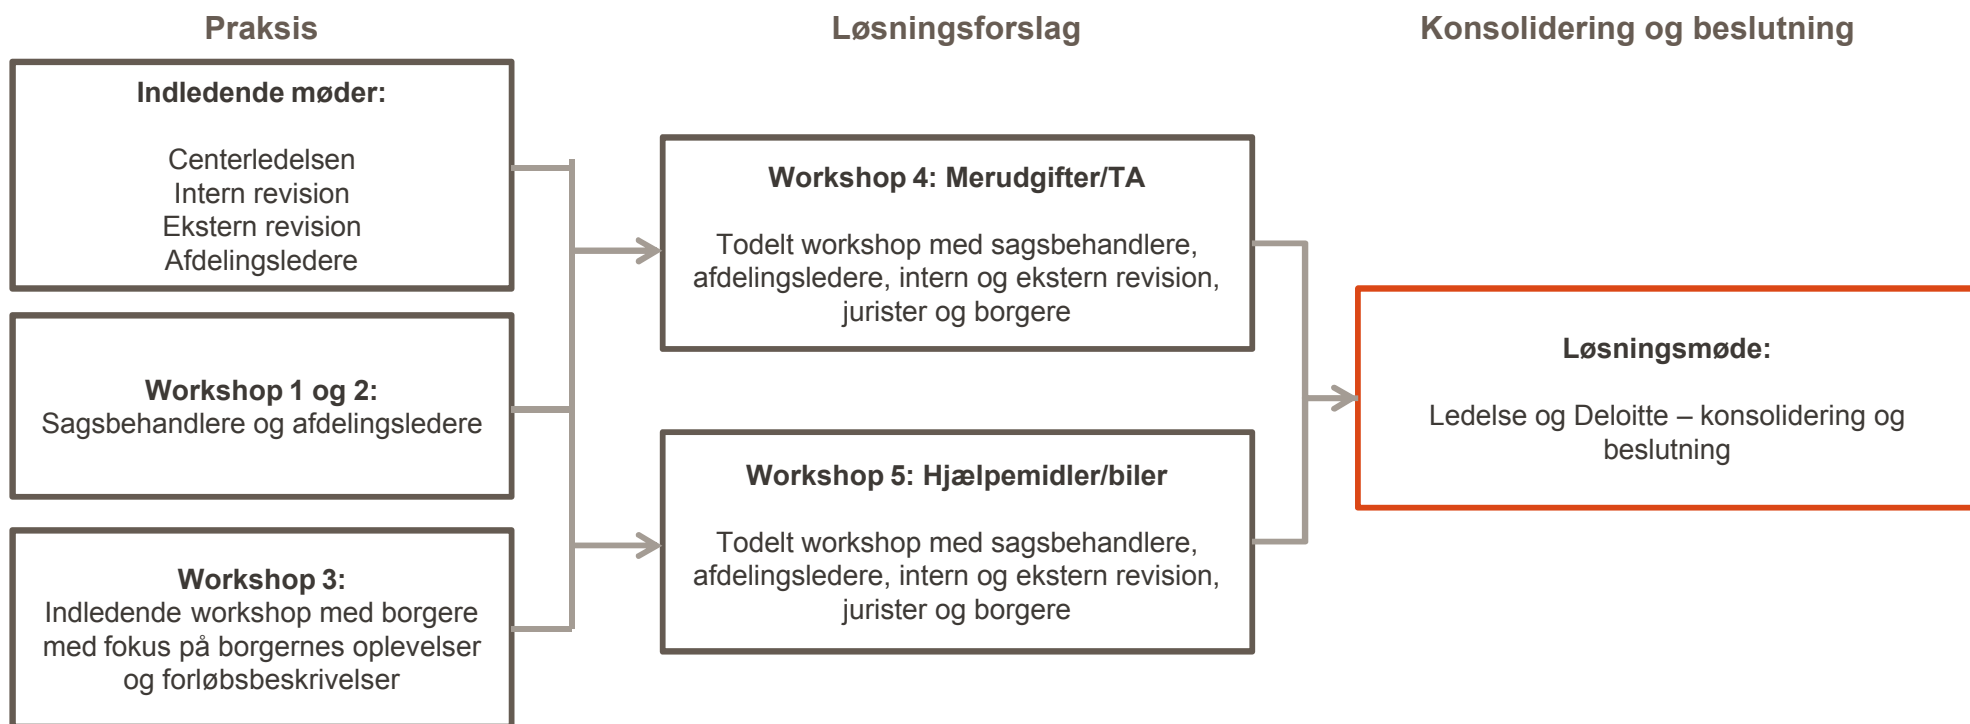 Praksis
Løsningsforslag
Konsolidering og beslutning
Indledende møder:
Centerledelsen
Intern revision
Ekstern revision
Afdelingsledere
Workshop 1 og 2:
Sagsbehandlere og afdelingsledere
Workshop 3:
Indledende workshop med borgere
med fokus på borgernes oplevelser
og forløbsbeskrivelser
Workshop 4: Merudgifter/TA
Todelt workshop med sagsbehandlere,
afdelingsledere, intern og ekstern revision,
jurister og borgere
Workshop 5: Hjælpemidler/biler
Todelt workshop med sagsbehandlere,
afdelingsledere, intern og ekstern revision,
jurister og borgere
Løsningsmøde:
Ledelse og Deloitte – konsolidering og
beslutning